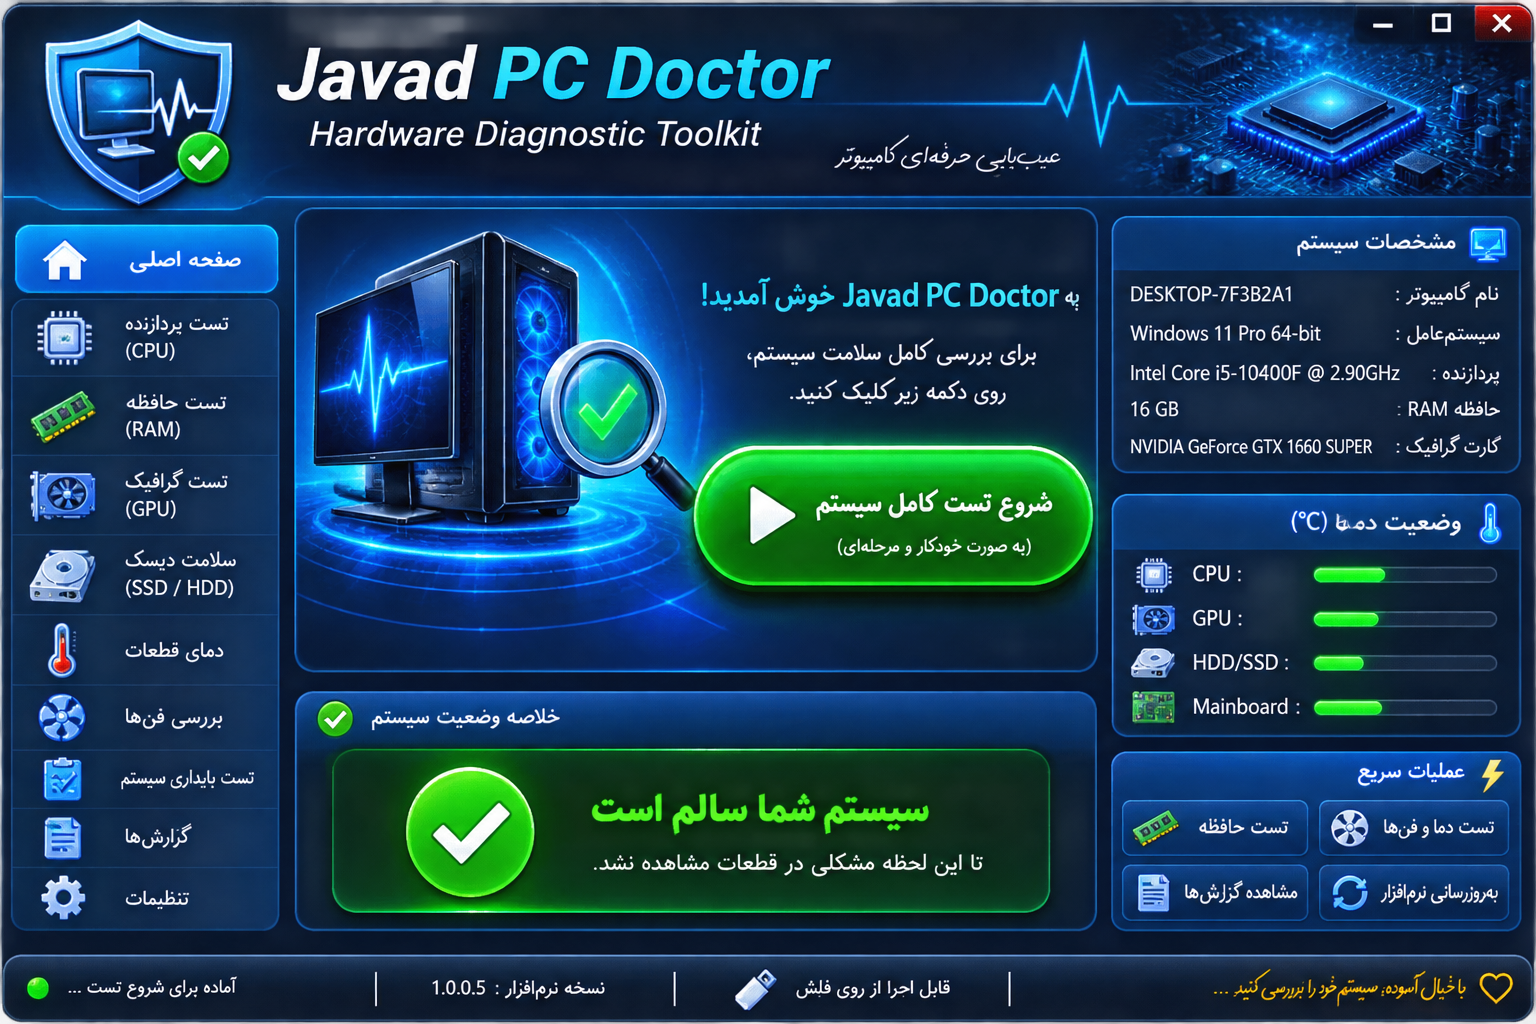 Javad PC Doctor
Hardware Diagnostic Toolkit
عیب‌یابی حرفه‌ای کامپیوتر
صفحه اصلی
تست پردازنده
(CPU)
تست حافظه
(RAM)
تست گرافیک
(GPU)
سلامت دیسک
(SSD / HDD)
دمای قطعات
بررسی فن‌ها
تست پایداری سیستم
گزارش‌ها
تنظیمات
به Javad PC Doctor خوش آمدید!
برای بررسی کامل سلامت سیستم،
روی دکمه زیر کلیک کنید.
شروع تست کامل سیستم
(به صورت خودکار و مرحله‌ای)
خلاصه وضعیت سیستم
سیستم شما سالم است
تا این لحظه مشکلی در قطعات مشاهده نشد.
مشخصات سیستم
نام کامپیوتر : DESKTOP-7F3B2A1
سیستم‌عامل : Windows 11 Pro 64-bit
پردازنده : Intel Core i5-10400F @ 2.90GHz
حافظه RAM : 16 GB
کارت گرافیک : NVIDIA GeForce GTX 1660 SUPER
وضعیت (°C)
CPU :
GPU :
HDD/SSD :
Mainboard :
عملیات سریع
تست دما و فن‌ها
تست حافظه
به‌روزرسانی نرم‌افزار
مشاهده گزارش‌ها
آماده برای شروع تست ...
نسخه نرم‌افزار : 1.0.0.5
قابل اجرا از روی فلش
با خیال آسوده، سیستم خود را بررسی کنید ...